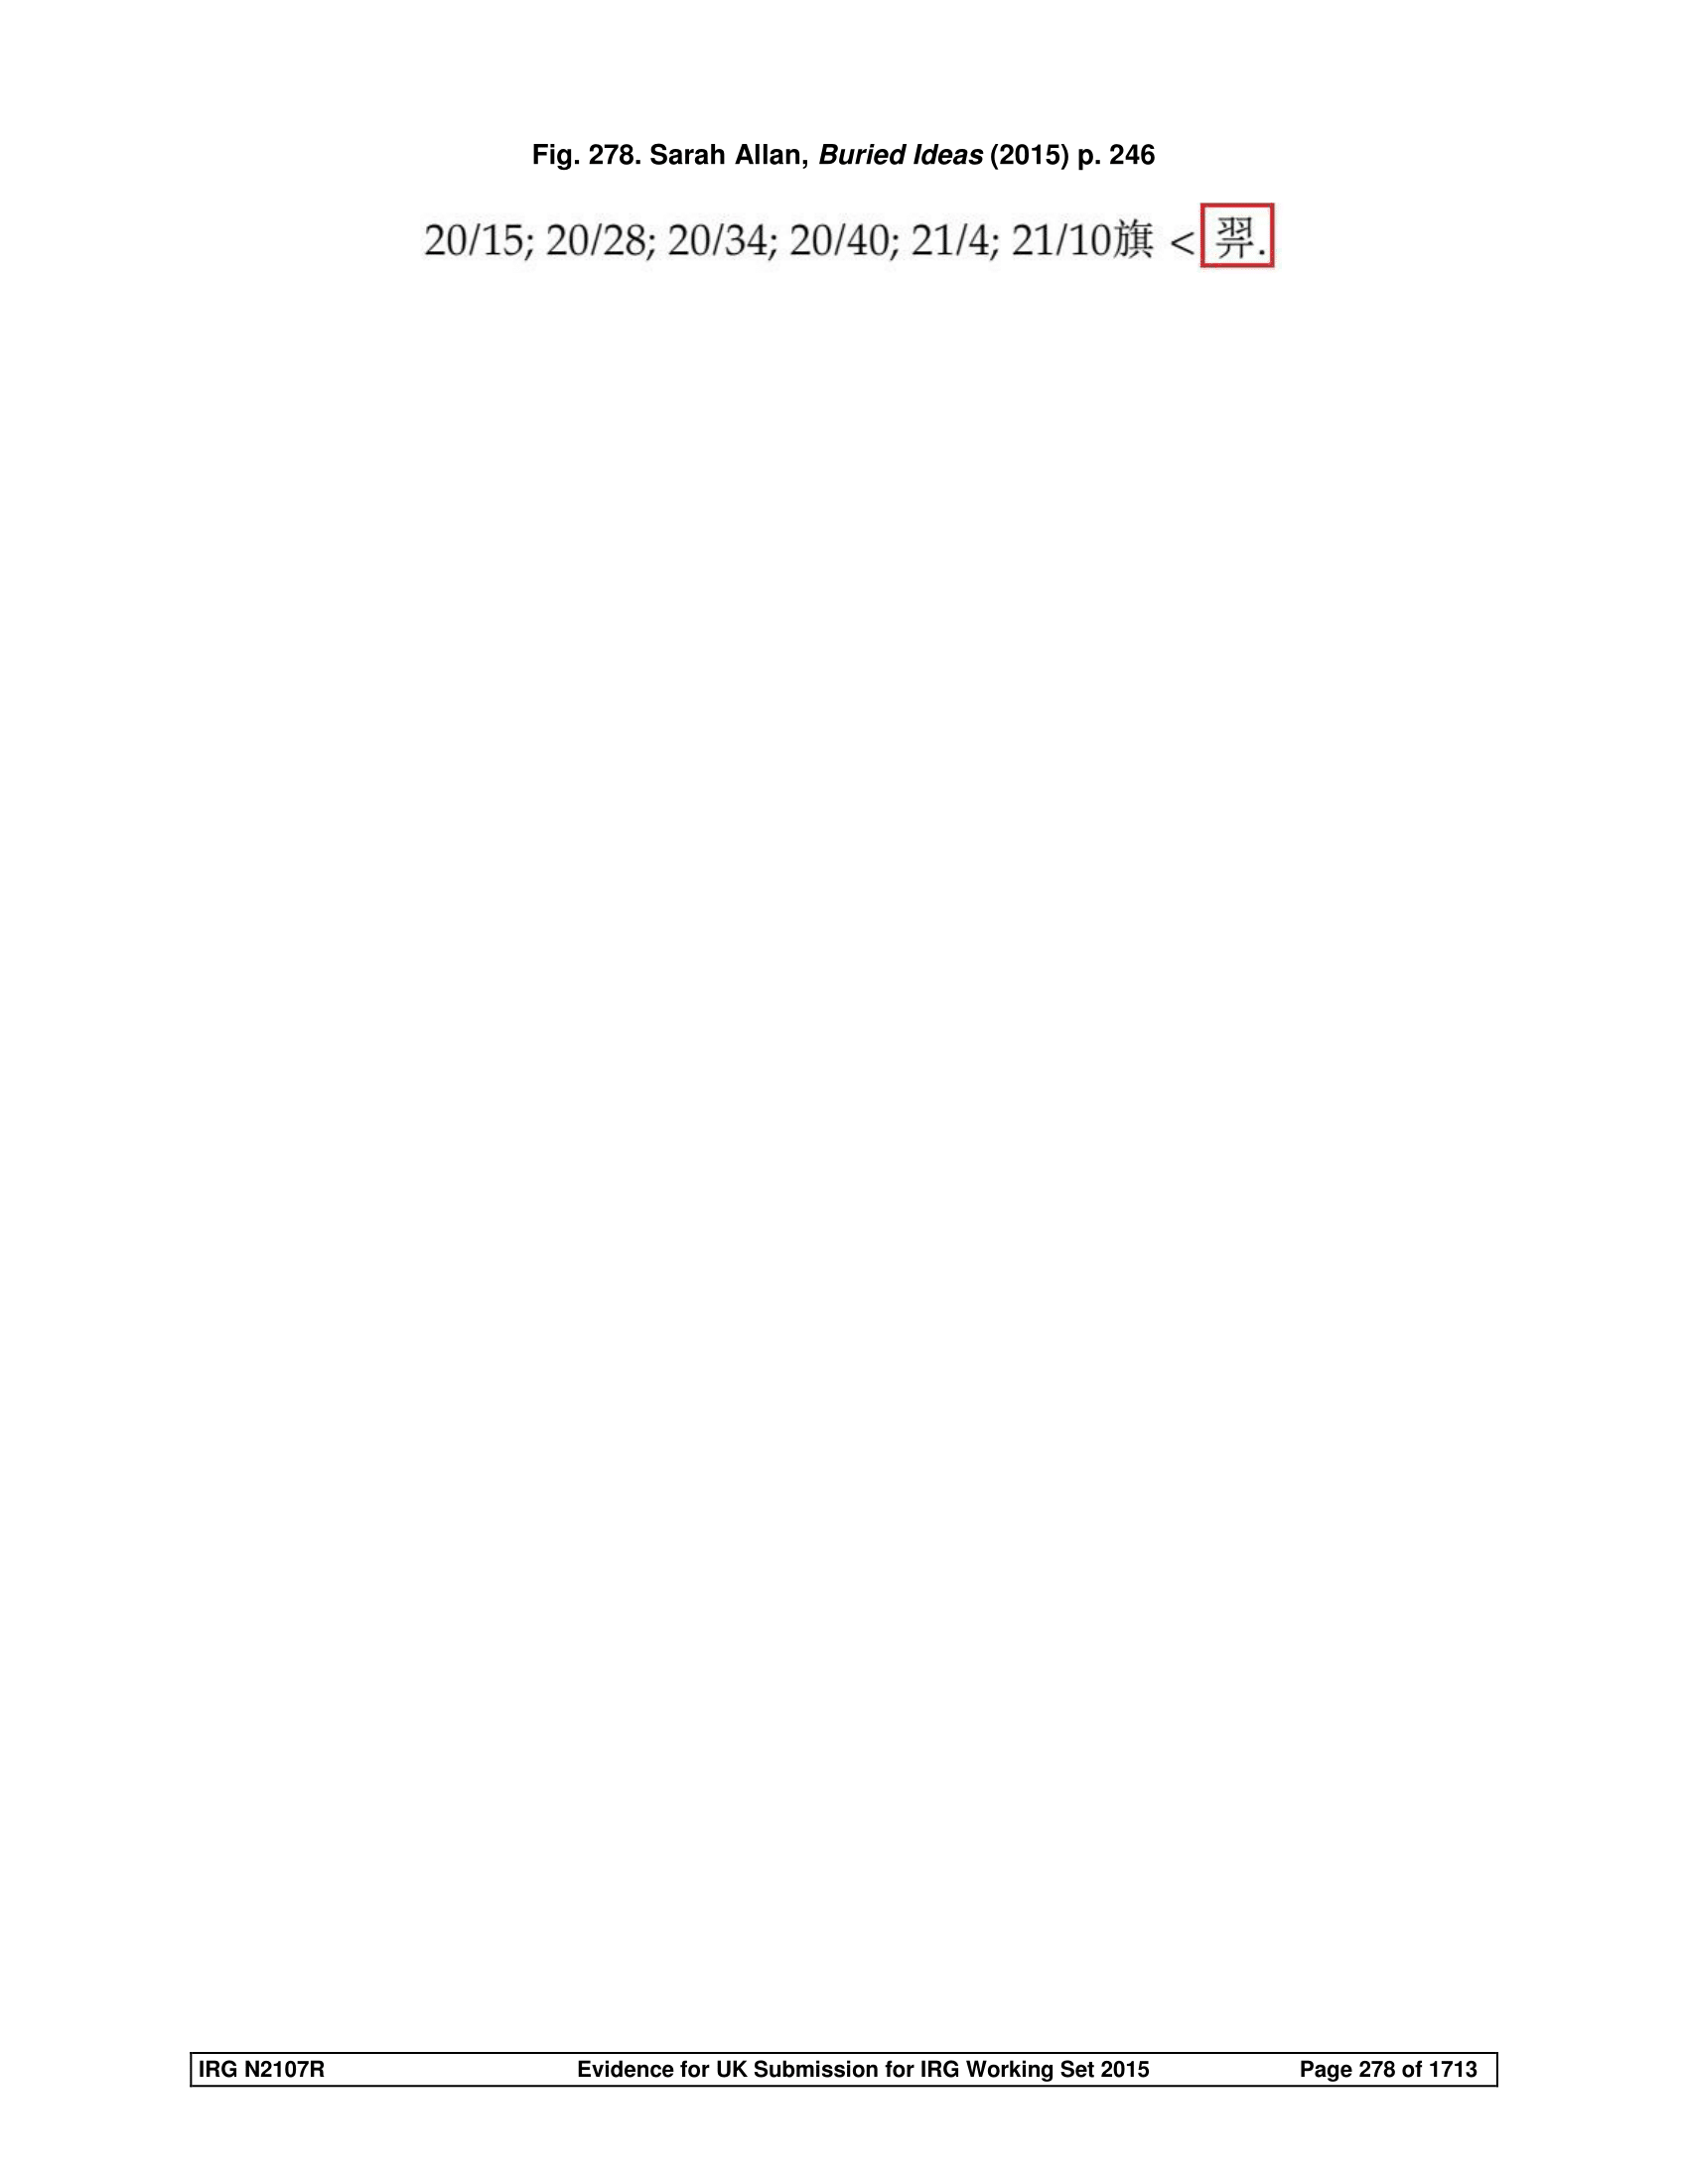 Fig. 278. Sarah Allan, Buried Ideas (2015) p. 246
20/15; 20/28; 20/34; 20/40; 21/4; 21/10旗 < .
IRG N2107R Evidence for UK Submission for IRG Working Set 2015 Page 278 of 1713